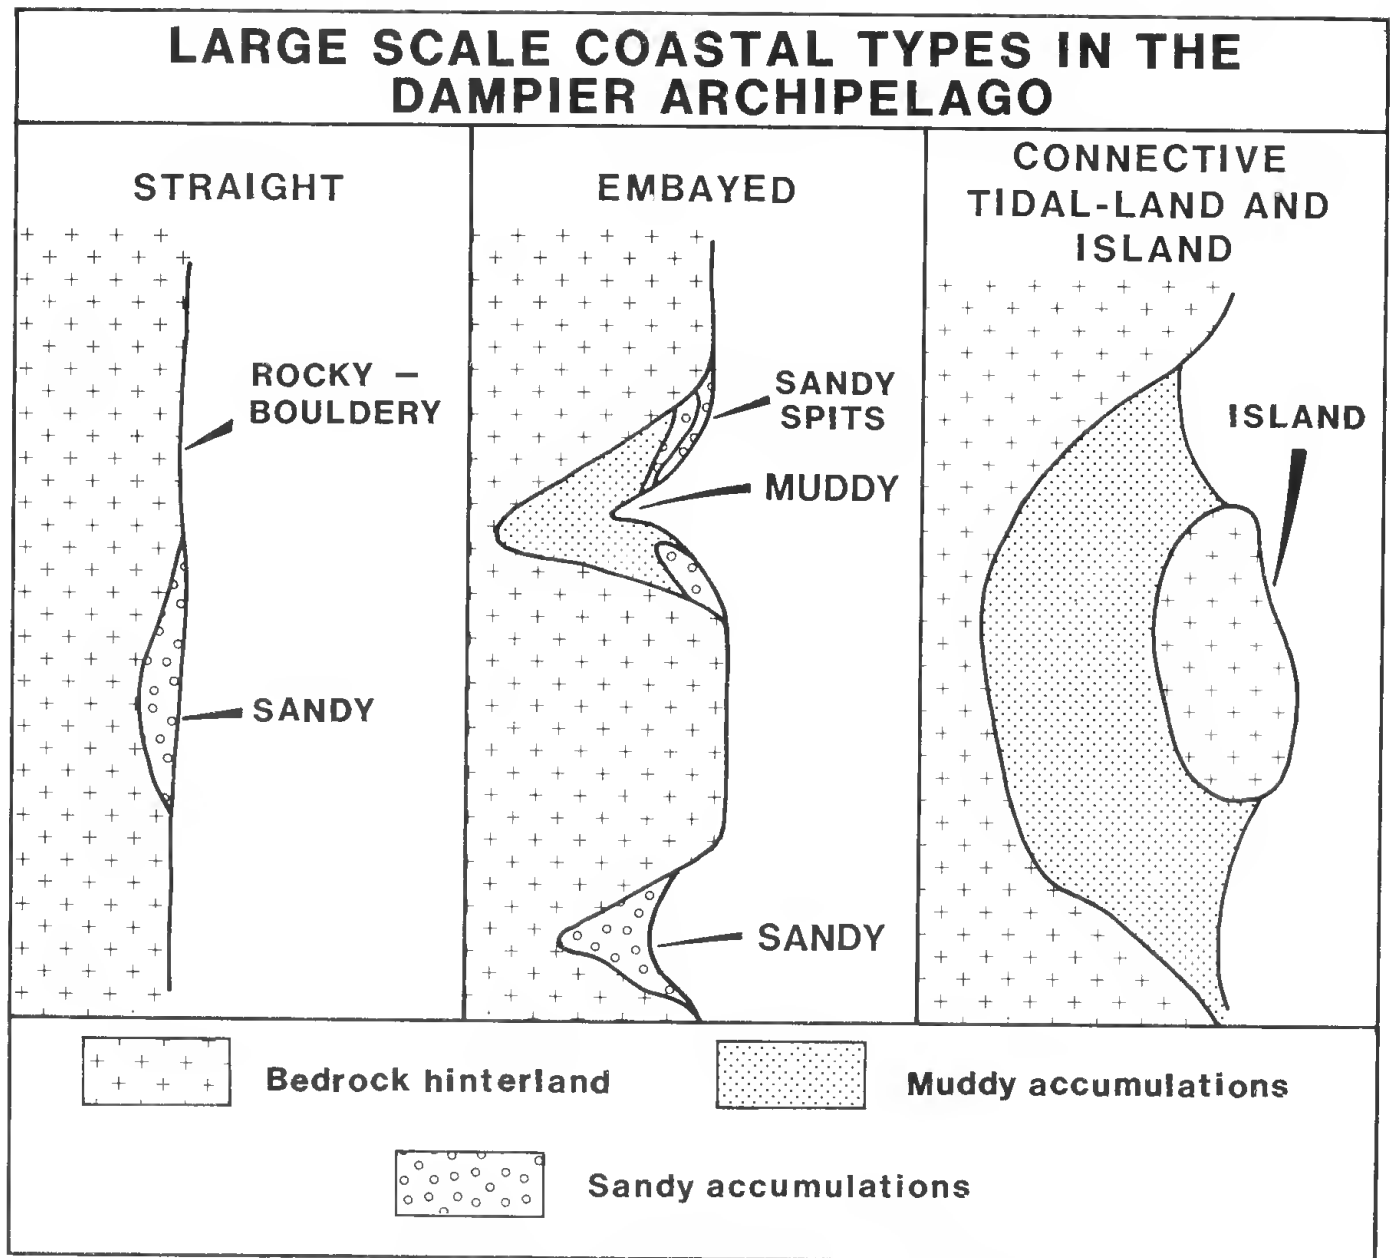 LARGE SCALE COASTAL TYPES IN THE
DAMPIER ARCHIPELAGO
STRAIGHT
ROCKY –
BOULDERY
SANDY
EMBAYED
SANDY
SPITS
MUDDY
SANDY
CONNECTIVE
TIDAL-LAND AND
ISLAND
ISLAND
Bedrock hinterland
Muddy accumulations
Sandy accumulations